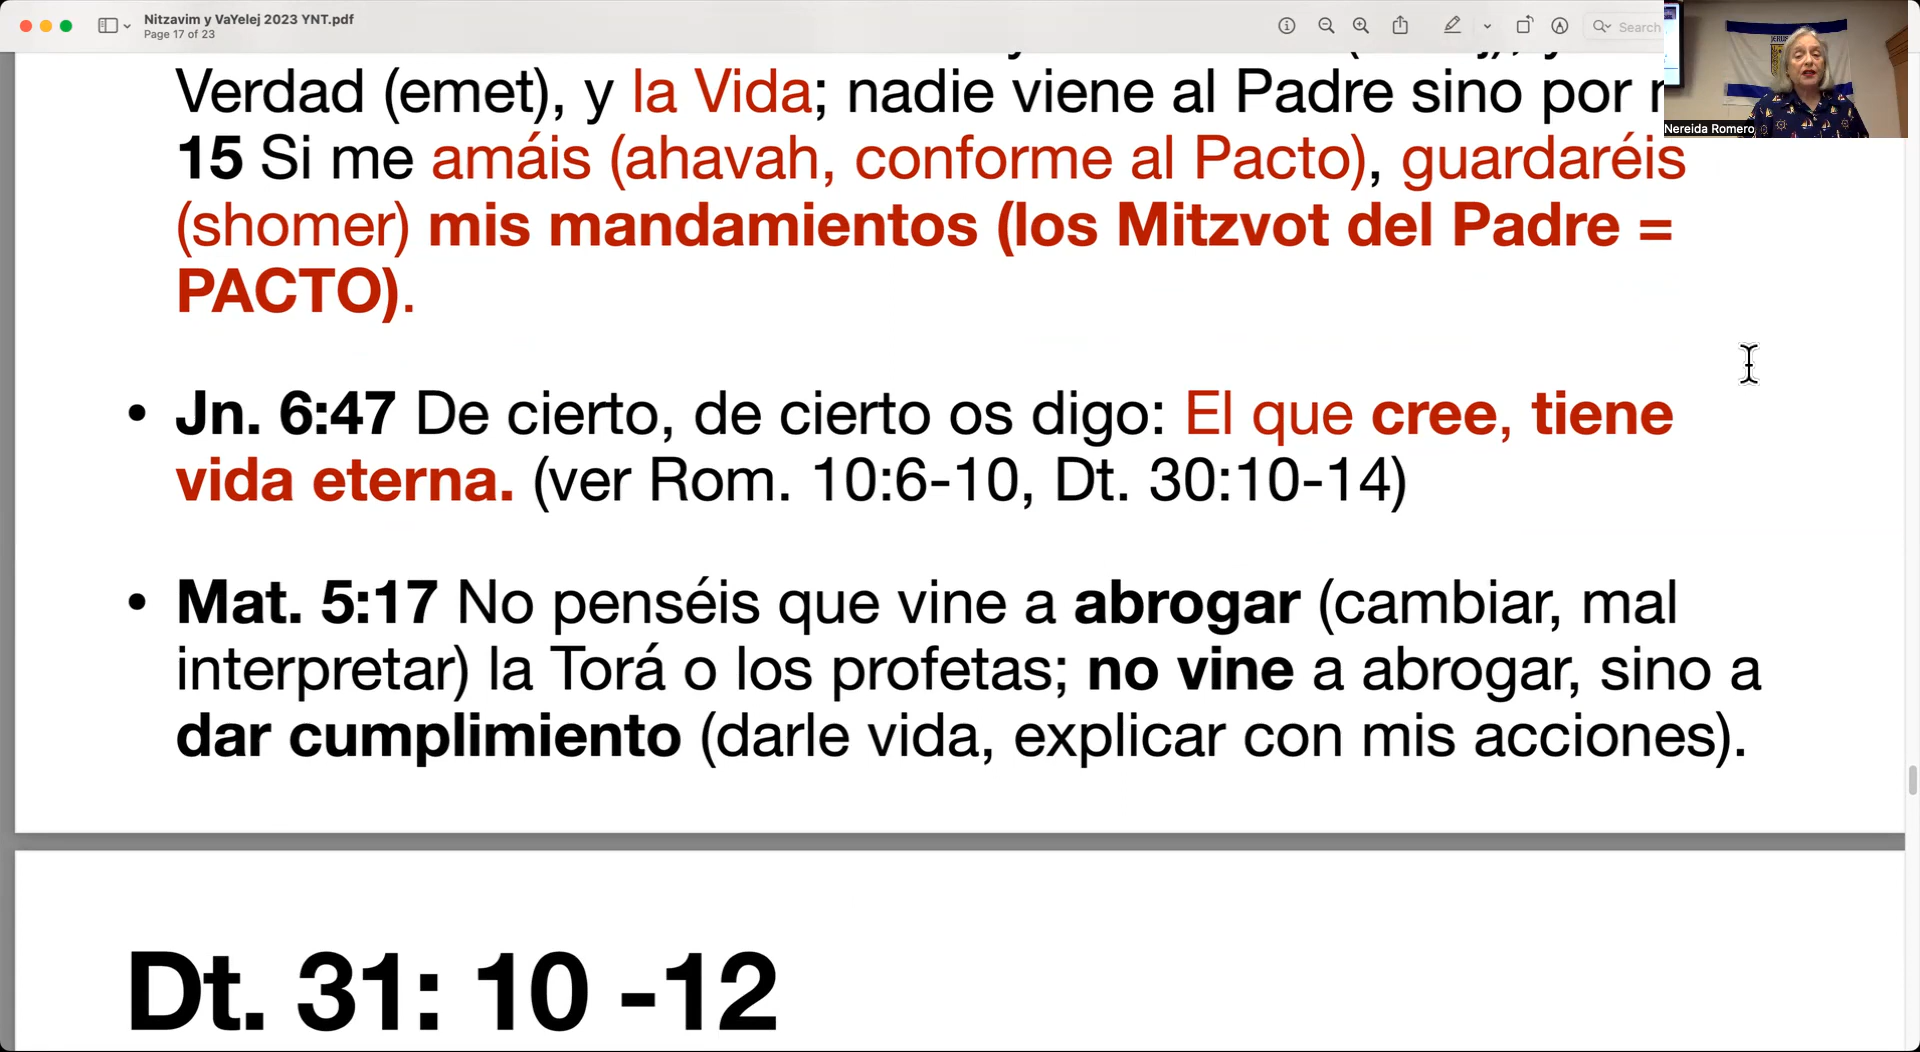 Nitzavim y VaYelej 2023 YNT.pdf
Page 17 of 23
Search
Nereida Romero
Verdad (emet), y la Vida; nadie viene al Padre sino por
15 Si me amáis (ahavah, conforme al Pacto), guardaréis
(shomer) mis mandamientos (los Mitzvot del Padre =
PACTO).
• Jn. 6:47 De cierto, de cierto os digo: El que cree, tiene
vida eterna. (ver Rom. 10:6-10, Dt. 30:10-14)
• Mat. 5:17 No penséis que vine a abrogar (cambiar, mal
interpretar) la Torá o los profetas; no vine a abrogar, sino a
dar cumplimiento (darle vida, explicar con mis acciones).
Dt. 31: 10 -12